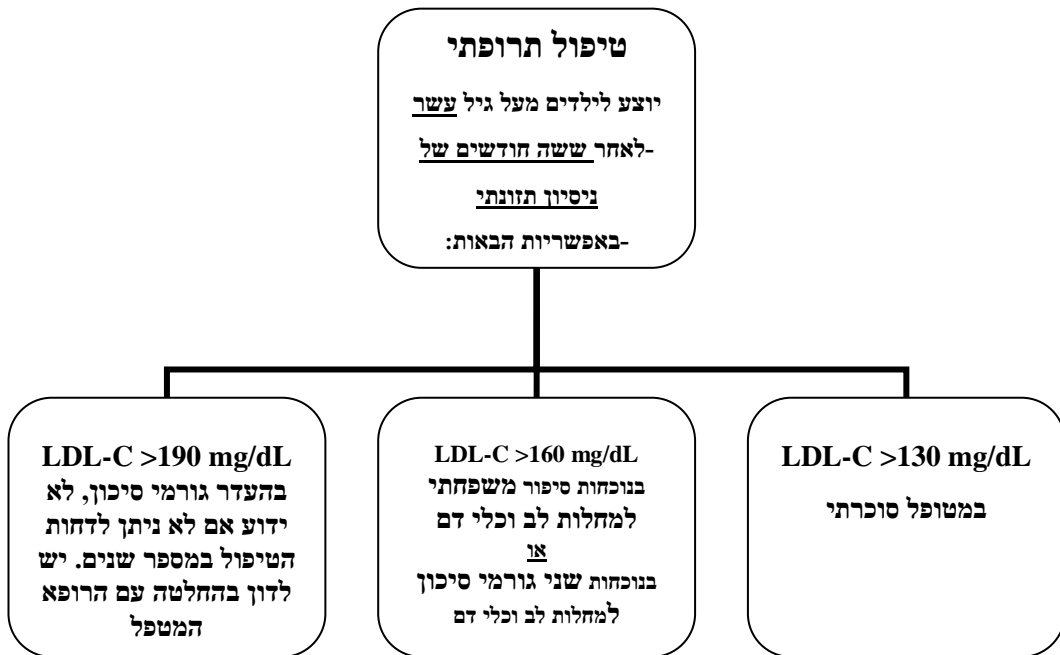 טיפול תרופתי
יוצע לילדים מעל גיל עשר
-לאחר ששה חודשים של
ניסיון תזונתי
-באפשריות הבאות:
LDL-C >130 mg/dL
במטופל סוכרתי
LDL-C >160 mg/dL
בנוכחות סיפור משפחתי
למחלות לב וכלי דם
או
בנוכחות שני גורמי סיכון
למחלות לב וכלי דם
LDL-C >190 mg/dL
בהעדר גורמי סיכון, לא
ידוע אם לא ניתן לדחות
הטיפול במספר שנים. יש
לדון בהחלטה עם הרופא
המטפל